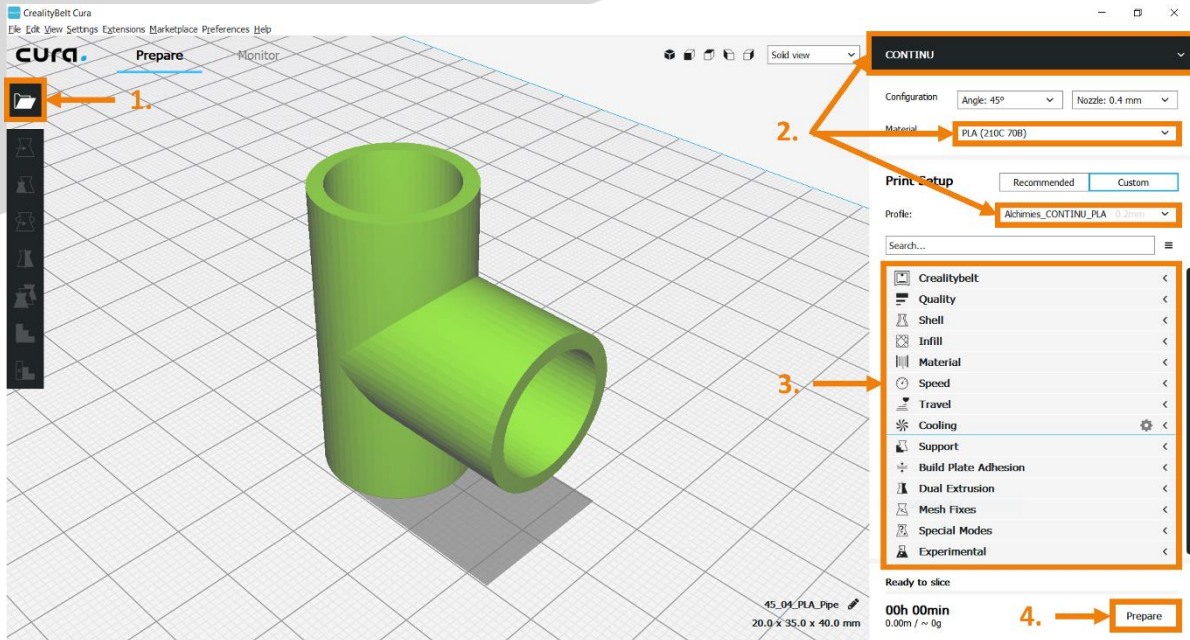 CrealityBelt Cura
File Edit View Settings Extensions Marketplace Preferences Help
cura.
Prepare
Monitor
Solid view
1.
2.
3.
4.
CONTINU
Configuration
Angle: 45º
Nozzle: 0.4 mm
Material
PLA (210C 70B)
Print Setup
Recommended
Custom
Profile:
Alchimies_CONTINU_PLA 0.2mm
Search...
Crealitybelt
Quality
Shell
Infill
Material
Speed
Travel
Cooling
Support
Build Plate Adhesion
Dual Extrusion
Mesh Fixes
Special Modes
Experimental
Ready to slice
45_04_PLA_Pipe
20.0 x 35.0 x 40.0 mm
00h 00min
0.00m / ~ 0g
Prepare